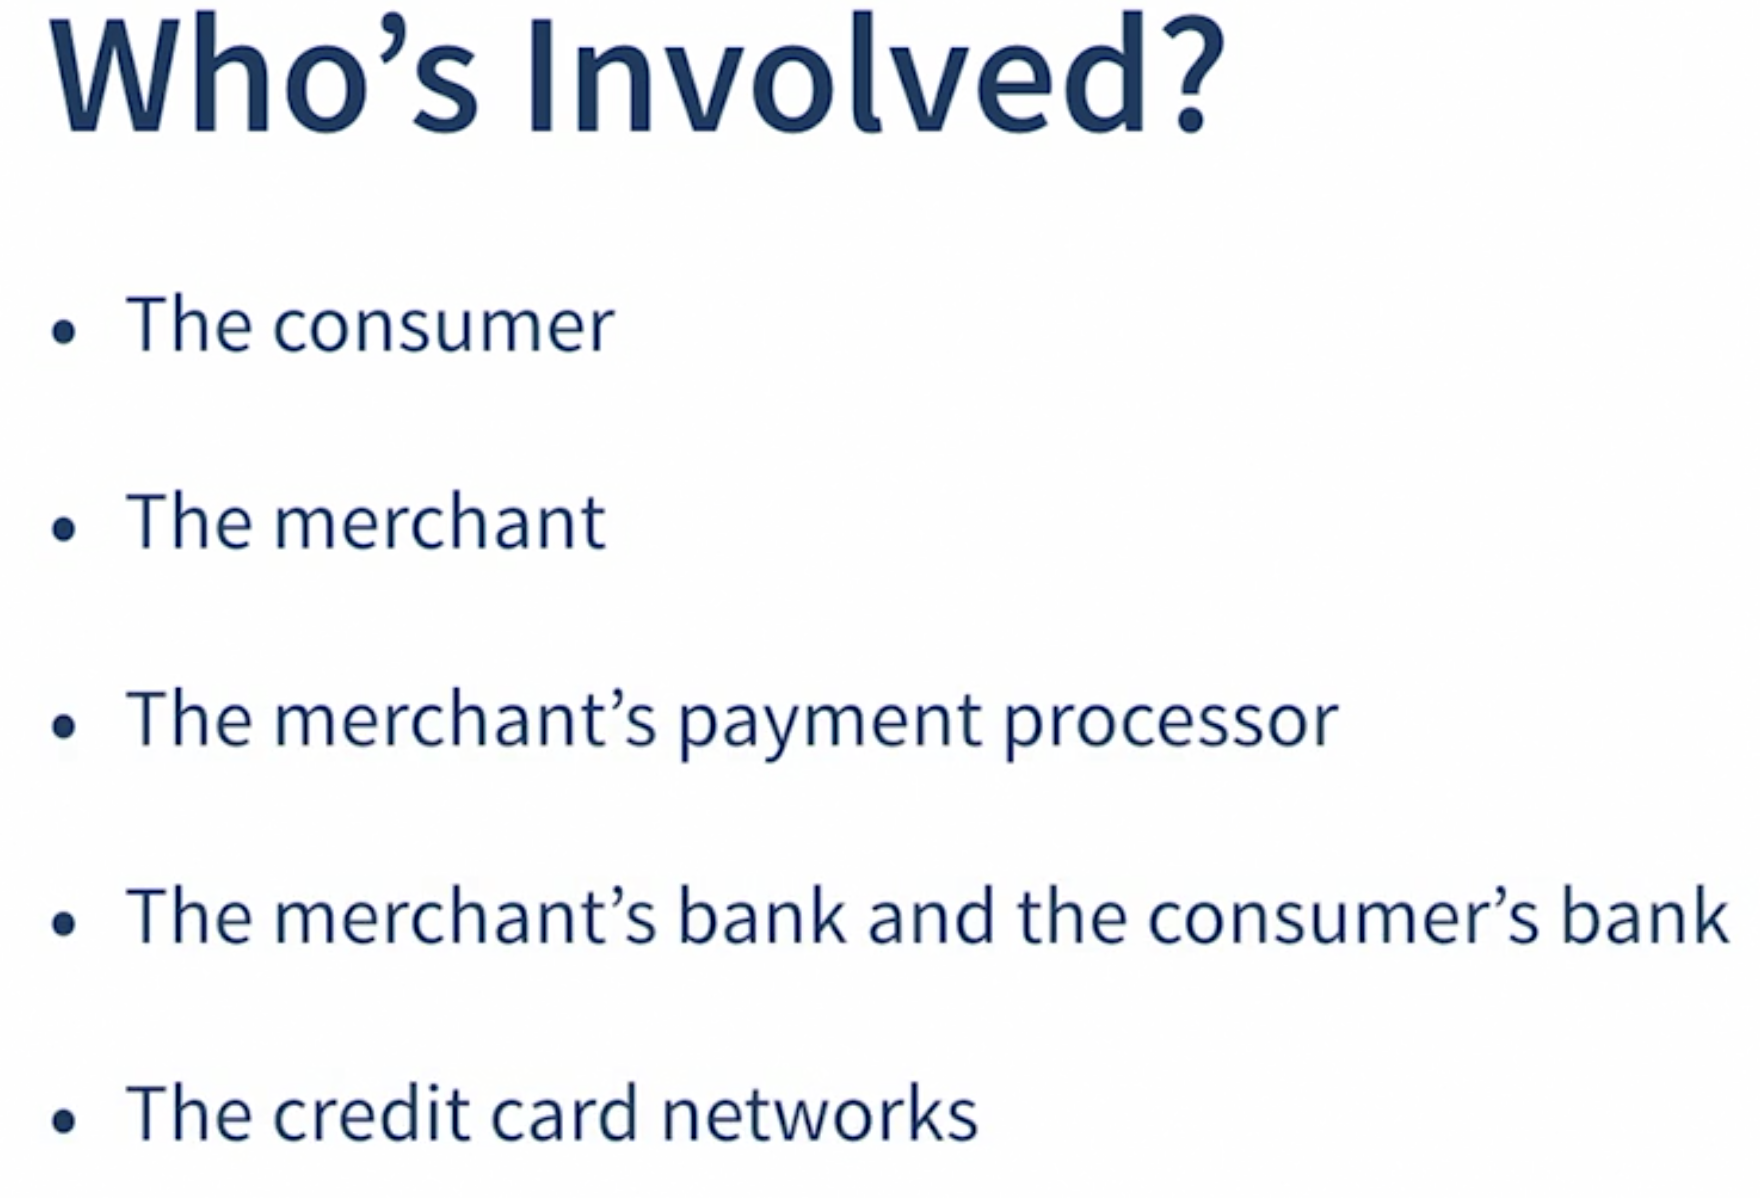 Who’s Involved?
• The consumer
• The merchant
• The merchant’s payment processor
• The merchant’s bank and the consumer’s bank
• The credit card networks